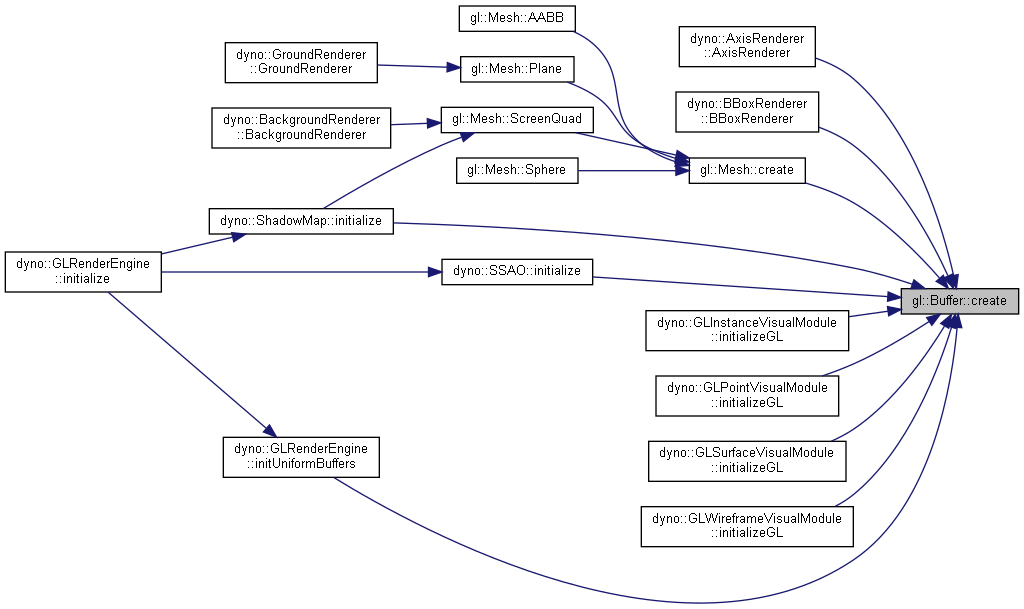 gl::Mesh::AABB
dyno::AxisRenderer
::AxisRenderer
dyno::GroundRenderer
::GroundRenderer
gl::Mesh::Plane
dyno::BBoxRenderer
::BBoxRenderer
dyno::BackgroundRenderer
::BackgroundRenderer
gl::Mesh::ScreenQuad
gl::Mesh::Sphere
gl::Mesh::create
dyno::ShadowMap::initialize
dyno::GLRenderEngine
::initialize
dyno::SSAO::initialize
gl::Buffer::create
dyno::GLInstanceVisualModule
::initializeGL
dyno::GLPointVisualModule
::initializeGL
dyno::GLRenderEngine
::initUniformBuffers
dyno::GLSurfaceVisualModule
::initializeGL
dyno::GLWireframeVisualModule
::initializeGL